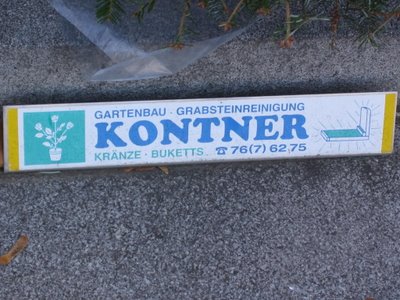 GARTENBAU · GRABSTEINREINIGUNG
KONTNER
KRÄNZE · BUKETTS ☎ 76(7) 62 75